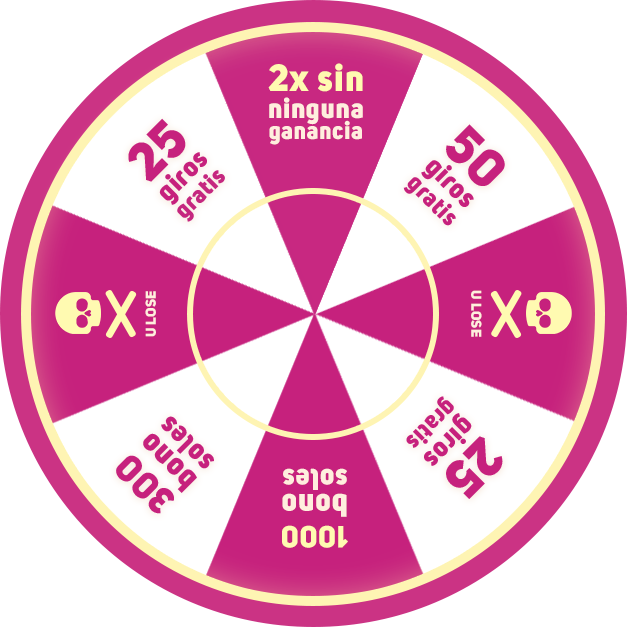 2x sin
ninguna
ganancia
50
giros
gratis
U LOSE
25
giros
gratis
1000
bono
soles
300
bono
soles
U LOSE
25
giros
gratis